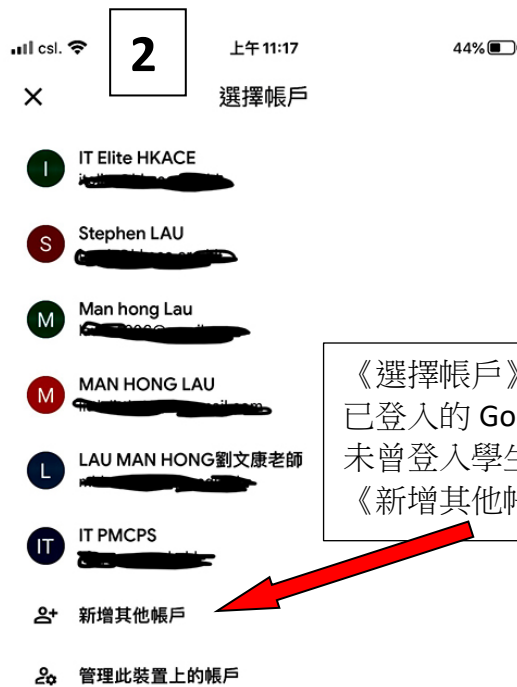 csl.
2
上午 11:17
44%
選擇帳戶
I
IT Elite HKACE
S
Stephen LAU
M
Man hong Lau
M
MAN HONG LAU
L
LAU MAN HONG劉文康老師
IT
IT PMCPS
新增其他帳戶
管理此裝置上的帳戶
《選擇帳戶》
已登入的 Go
未曾登入學生
《新增其他帳